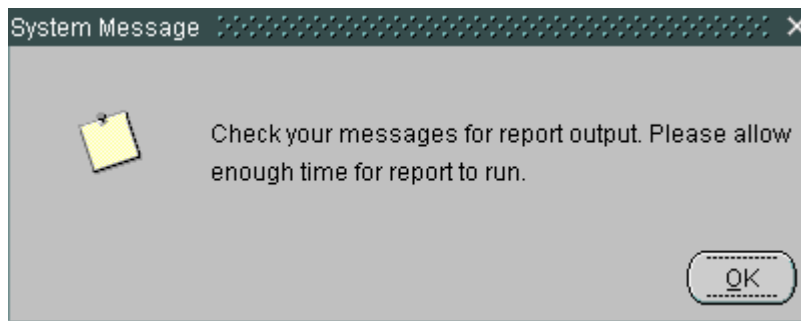 System Message
Check your messages for report output. Please allow
enough time for report to run.
OK